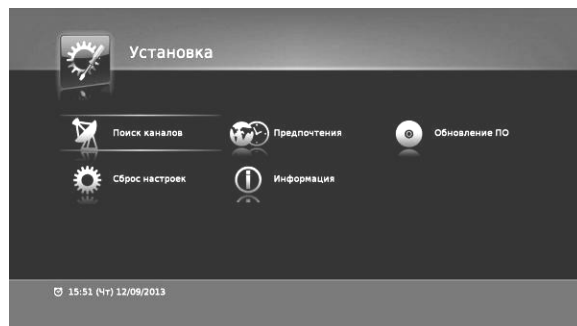 Установка
Поиск каналов
Предпочтения
Обновление ПО
Сброс настроек
Информация
15:51 (Чт) 12/09/2013